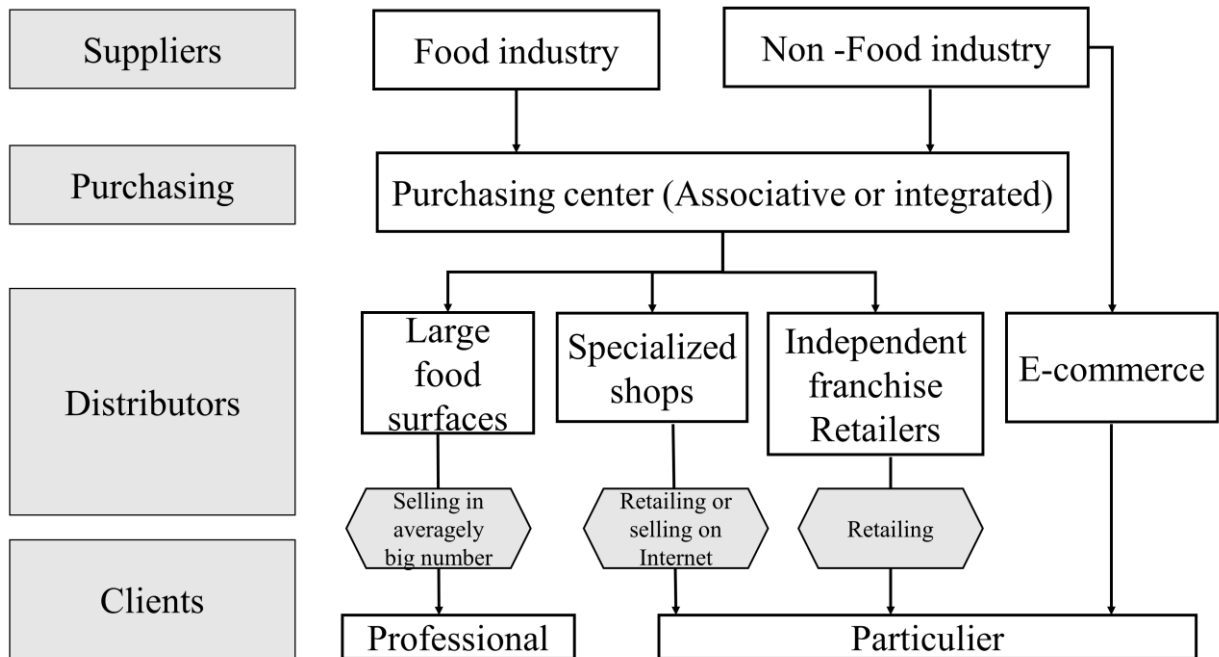 Suppliers
Food industry
Non -Food industry
Purchasing
Purchasing center (Associative or integrated)
Distributors
Large
food
surfaces
Specialized
shops
Independent
franchise
Retailers
E-commerce
Selling in
averagely
big number
Retailing or
selling on
Internet
Retailing
Clients
Professional
Particulier